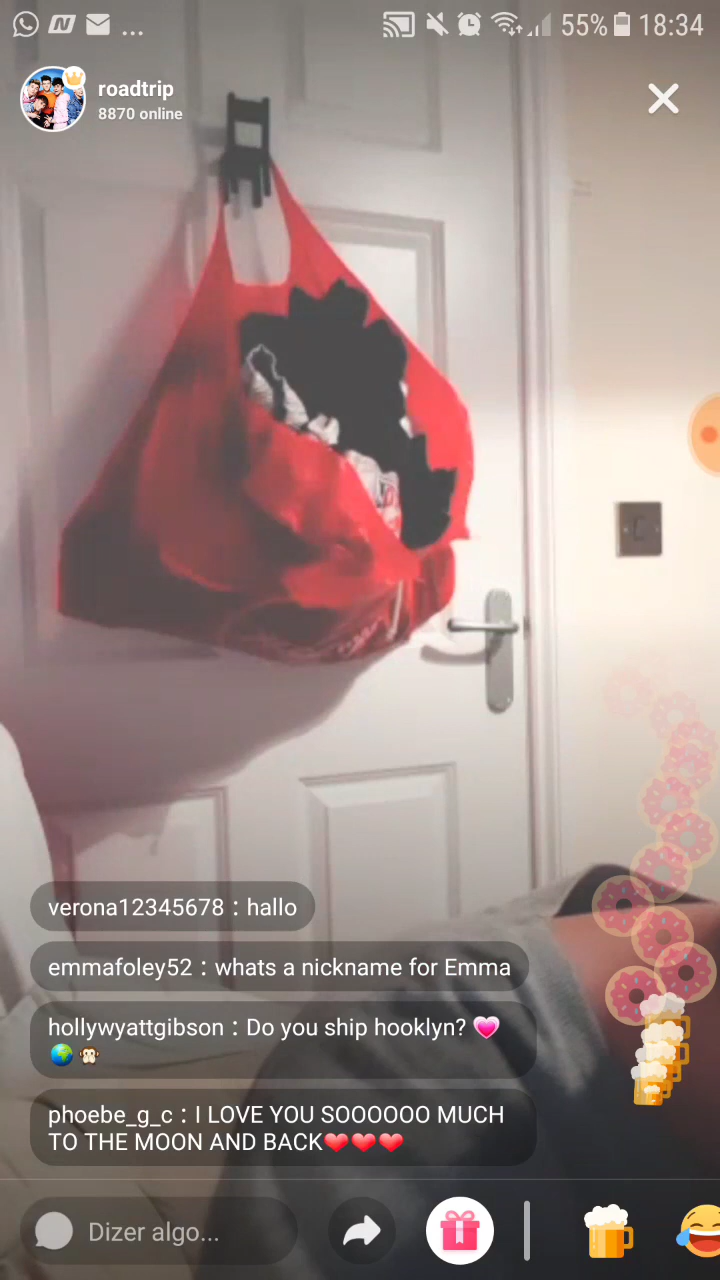 ... 55% 18:34
roadtrip
8870 online
verona12345678 : hallo
emmafoley52 : whats a nickname for Emma
hollywyattgibson : Do you ship hooklyn? 💗
🌍 🙊
phoebe_g_c : I LOVE YOU SOOOOOO MUCH
TO THE MOON AND BACK❤❤❤
Dizer algo...